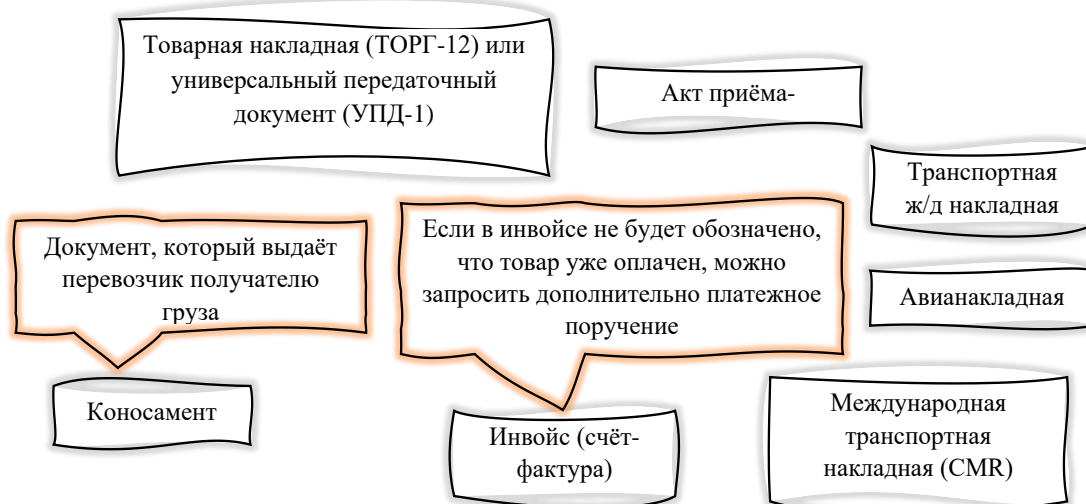 Товарная накладная (ТОРГ-12) или
универсальный передаточный
документ (УПД-1)
Акт приёма-
Транспортная
ж/д накладная
Документ, который выдаёт
перевозчик получателю
груза
Если в инвойсе не будет обозначено,
что товар уже оплачен, можно
запросить дополнительно платежное
поручение
Авианакладная
Коносамент
Инвойс (счёт-
фактура)
Международная
транспортная
накладная (CMR)